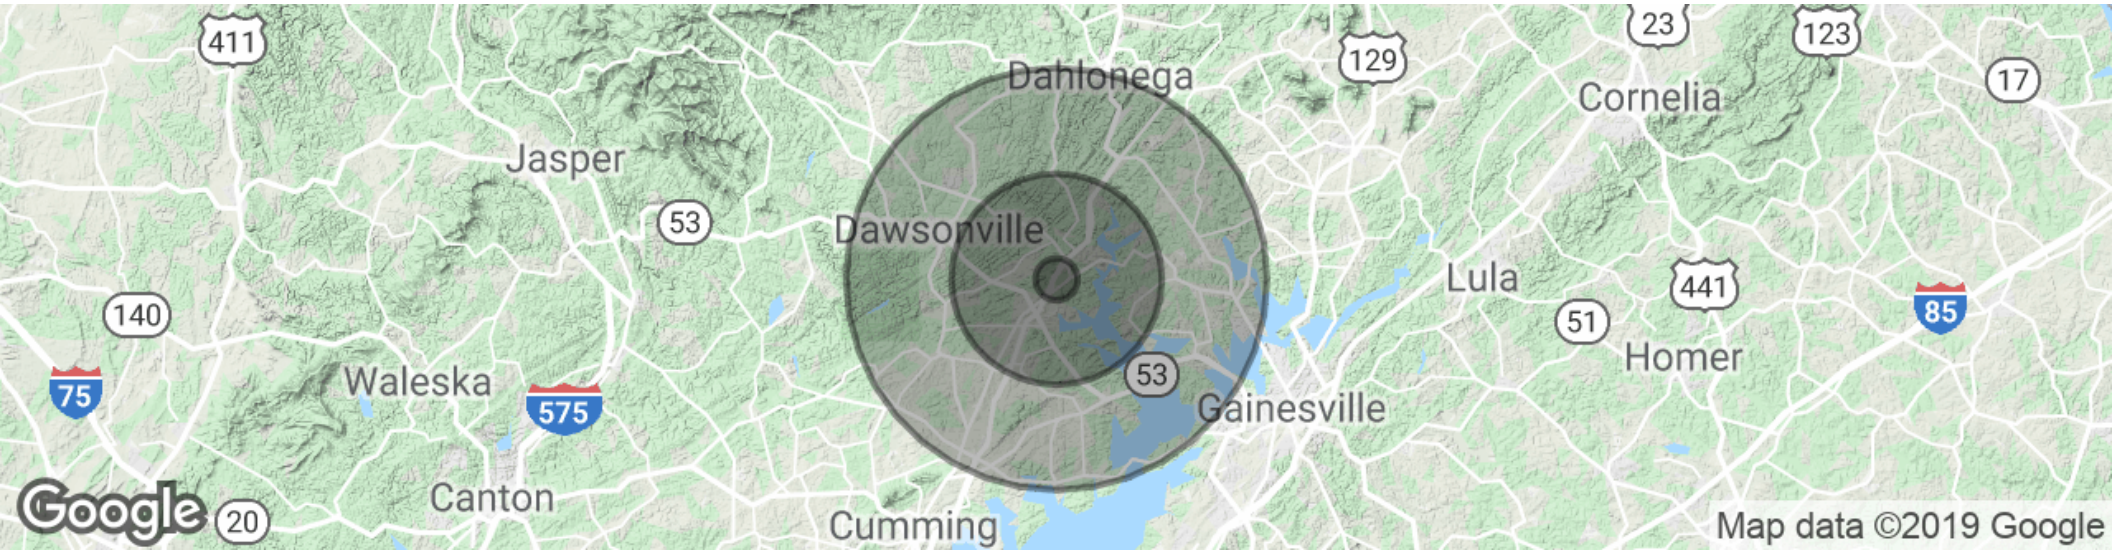 411
23
123
129
17
Dahlonega
Cornelia
Jasper
53
Dawsonville
Lula
441
85
140
51
Homer
53
Waleska
75
575
Gainesville
Canton
Google
20
Cumming
Map data ©2019 Google